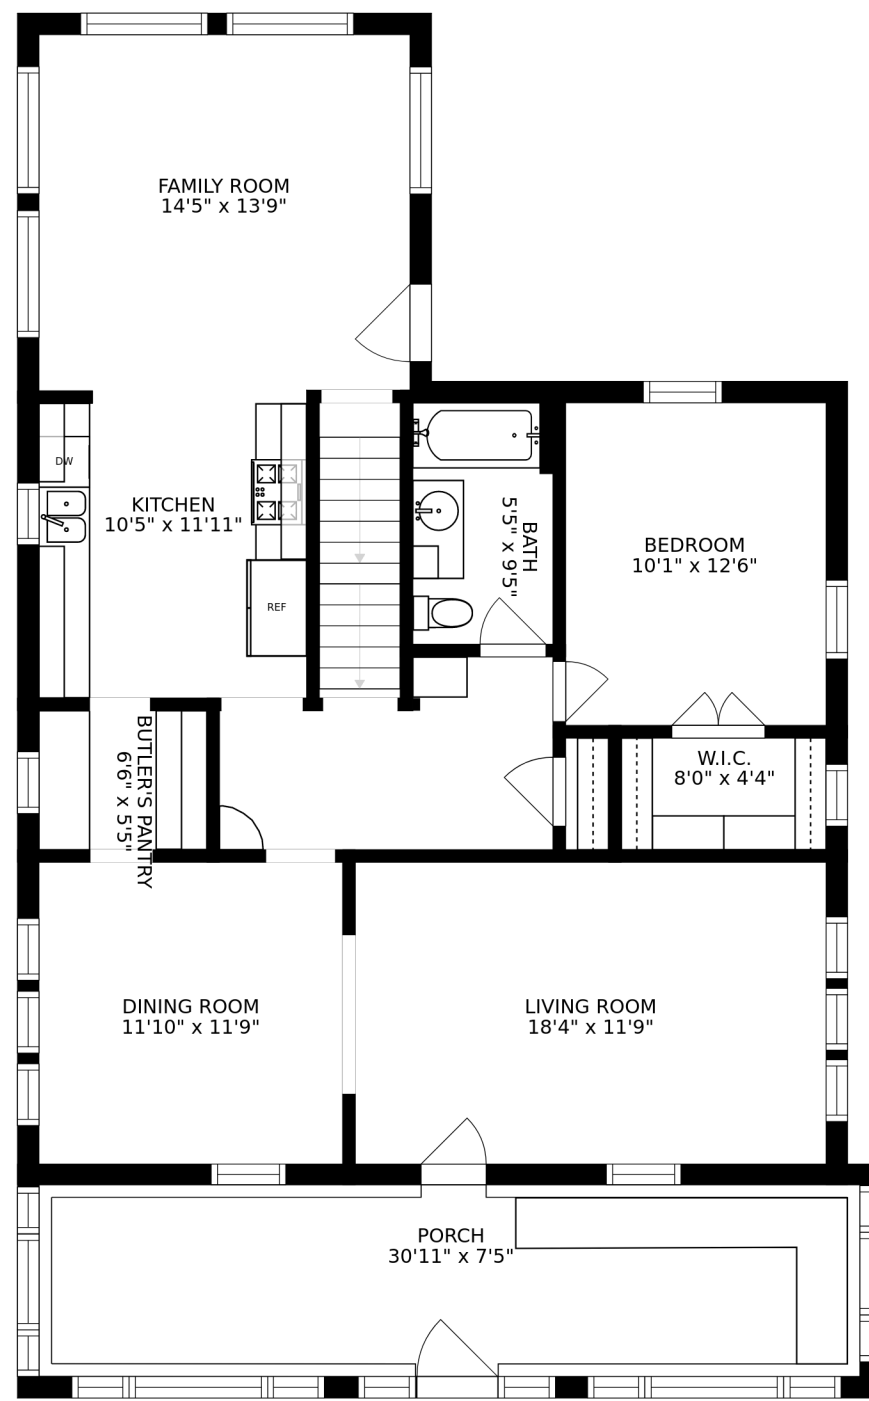 FAMILY ROOM
14'5" x 13'9"
DW
KITCHEN
10'5" x 11'11"
REF
BATH
5'5" x 9'5"
BEDROOM
10'1" x 12'6"
BUTLER'S PANTRY
6'6" x 5'5"
W.I.C.
8'0" x 4'4"
DINING ROOM
11'10" x 11'9"
LIVING ROOM
18'4" x 11'9"
PORCH
30'11" x 7'5"